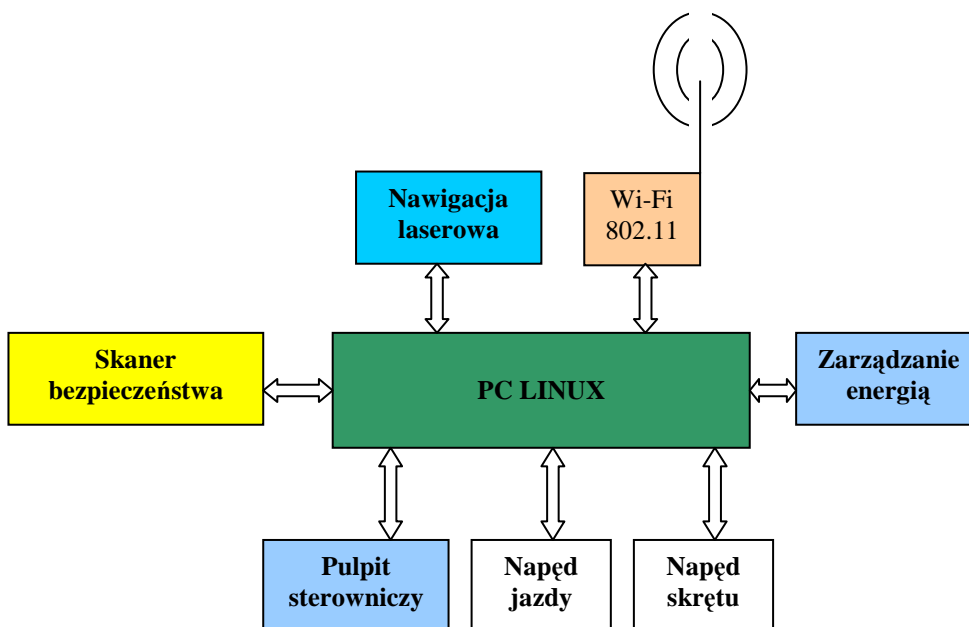 Nawigacja
laserowa
Wi-Fi
802.11
Skaner
bezpieczeństwa
PC LINUX
Zarządzanie
energią
Pulpit
sterowniczy
Napęd
jazdy
Napęd
skrętu